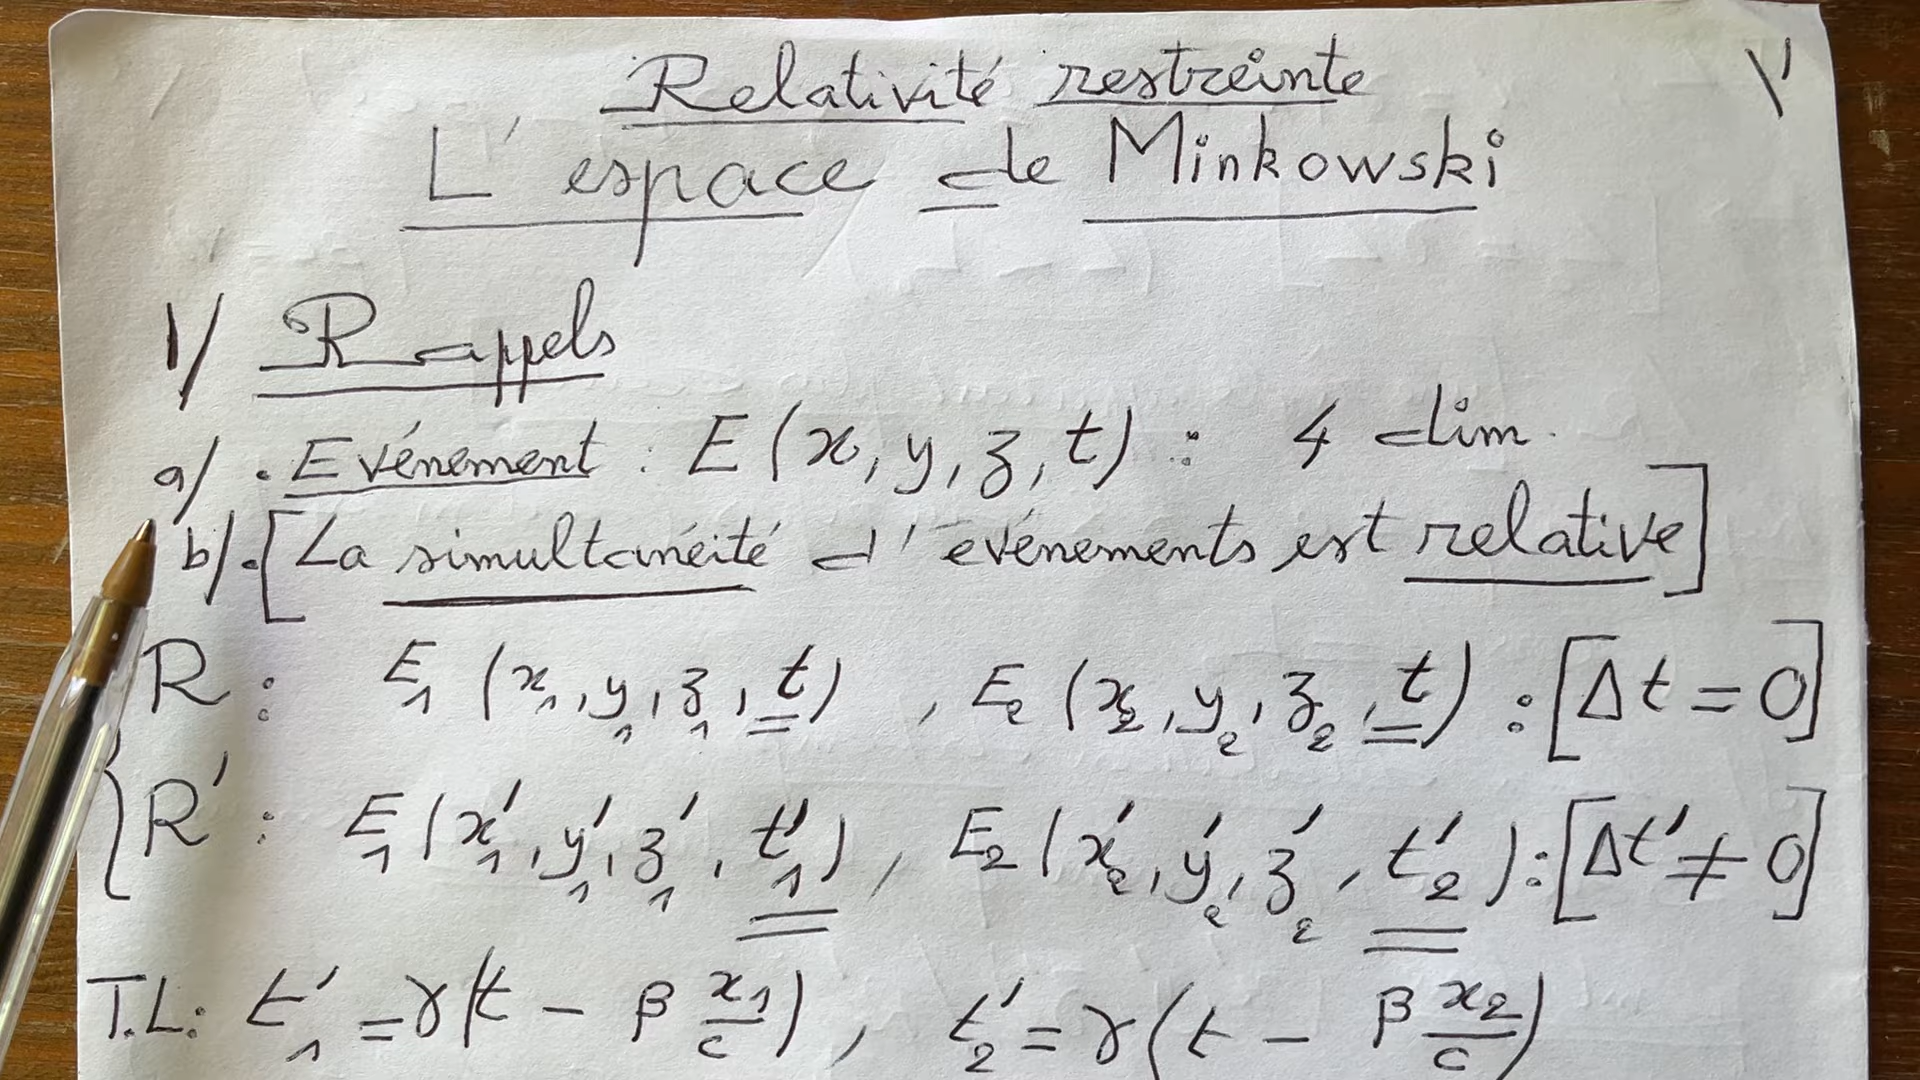 Relativité restreinte
1/
L'espace de Minkowski
1/ Rappels
a/ . Evénement : E (x, y, z, t) : 4 dim.
b/. [La simultanéité d'événements est relative]
R : E₁ (x₁, y₁, z₁, t) , E₂ (x₂, y₂, z₂, t) : [Δt = 0]
R' : E₁ (x'₁, y'₁, z'₁, t'₁) , E₂ (x'₂, y'₂, z'₂, t'₂) : [Δt' ≠ 0]
T.L: t'₁ = γ(t - β x₁/c) , t'₂ = γ(t - β x₂/c)